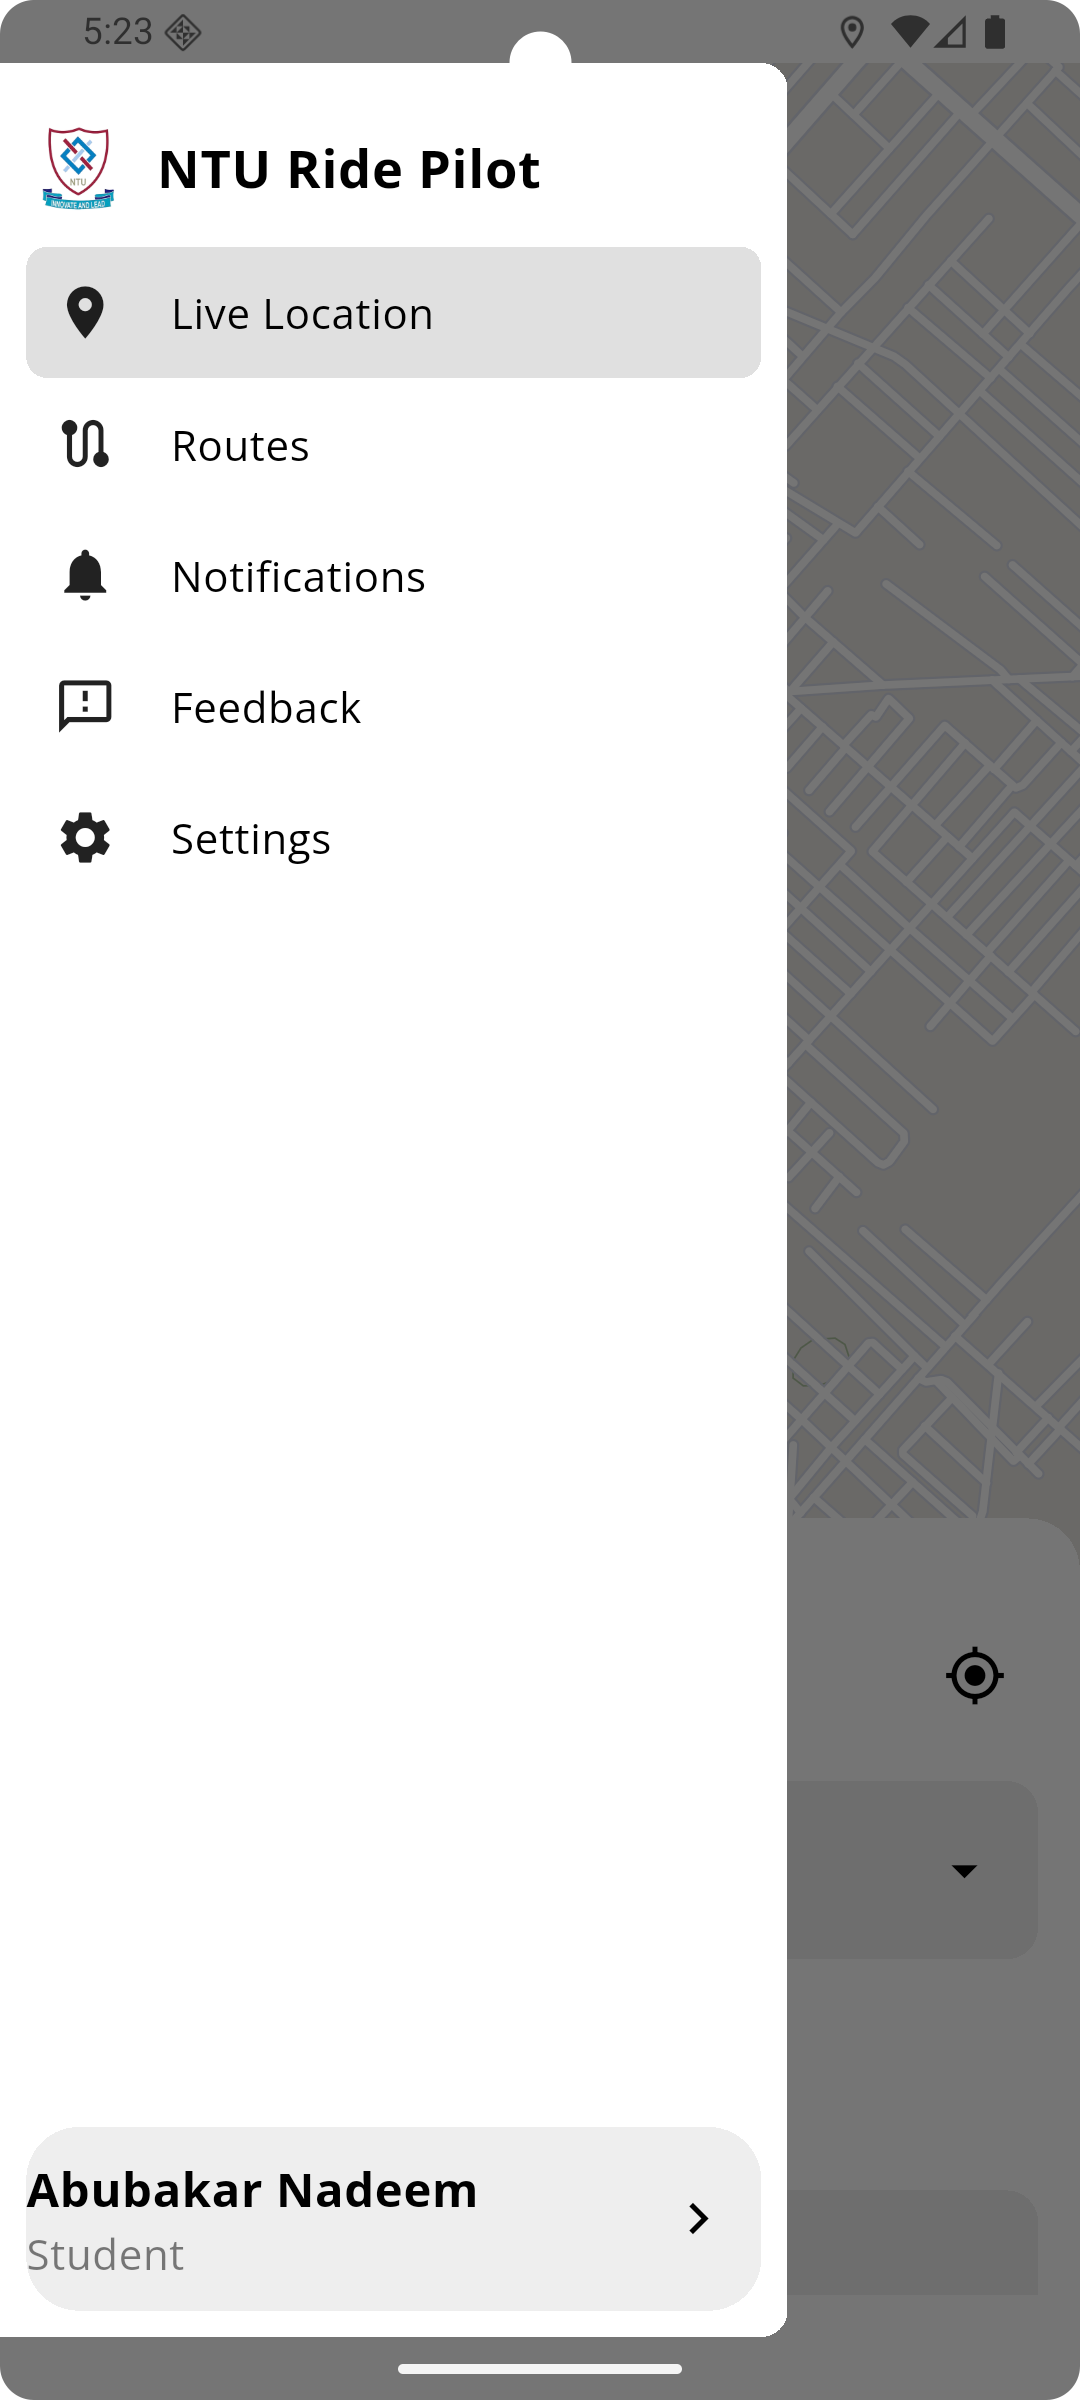 5:23
NTU
INNOVATE AND LEAD
NTU Ride Pilot
Live Location
Routes
Notifications
Feedback
Settings
Abubakar Nadeem
Student